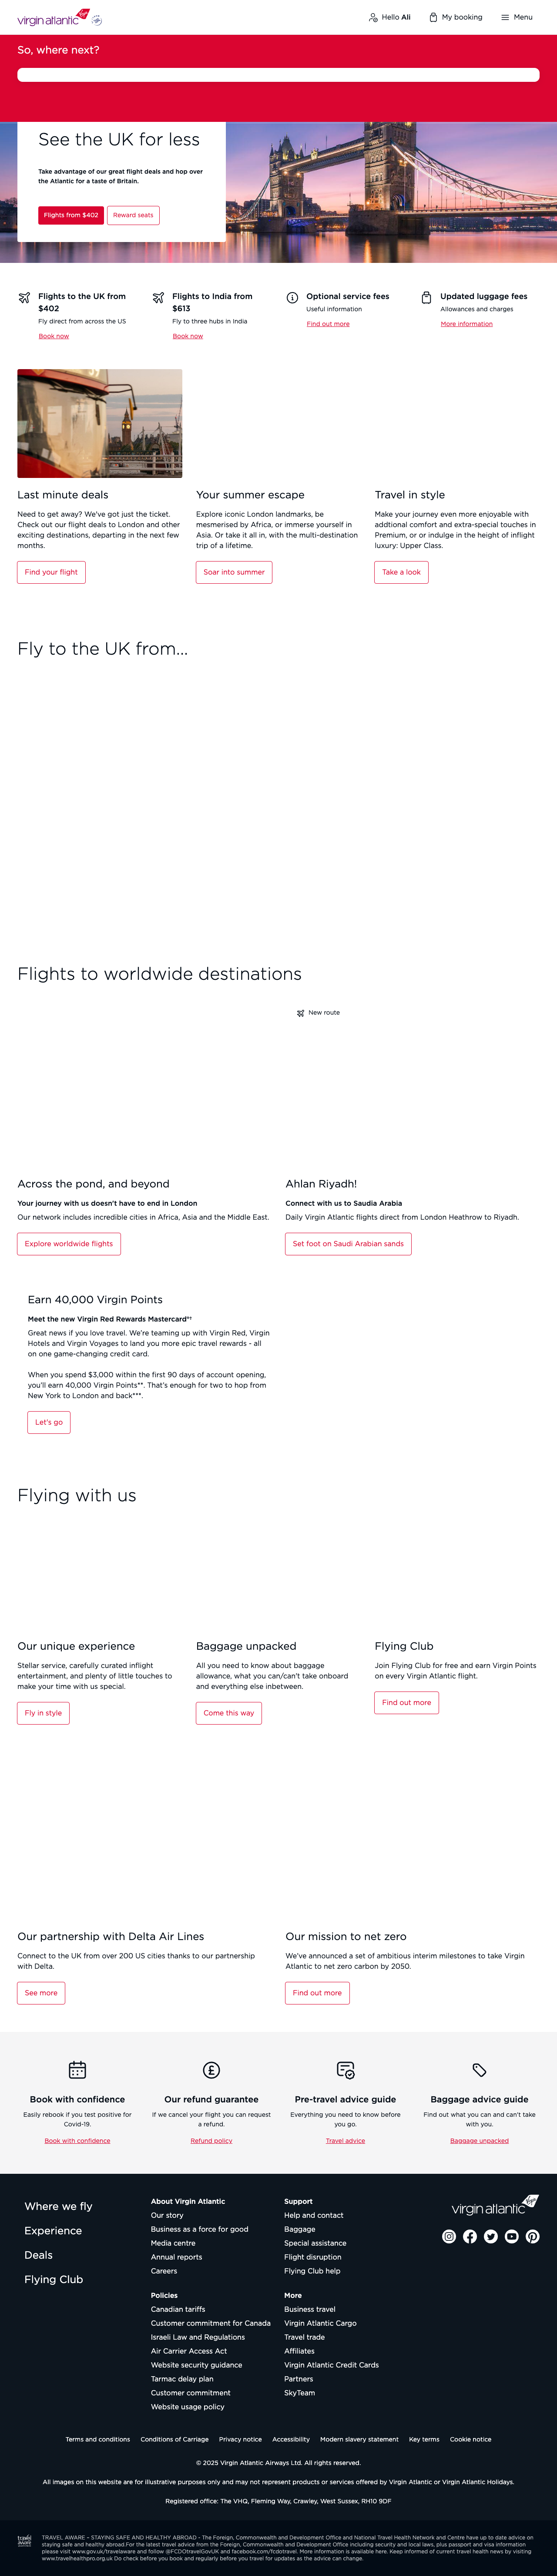 virgin atlantic
Hello Ali
My booking
Menu
So, where next?
See the UK for less
Take advantage of our great flight deals and hop over
the Atlantic for a taste of Britain.
Flights from $402
Reward seats
Flights to the UK from
$402
Fly direct from across the US
Book now
Flights to India from
$613
Fly to three hubs in India
Book now
Optional service fees
Useful information
Find out more
Updated luggage fees
Allowances and charges
More information
Last minute deals
Need to get away? We've got just the ticket.
Check out our flight deals to London and other
exciting destinations, departing in the next few
months.
Find your flight
Your summer escape
Explore iconic London landmarks, be
mesmerised by Africa, or immerse yourself in
Asia. Or take it all in, with the multi-destination
trip of a lifetime.
Soar into summer
Travel in style
Make your journey even more enjoyable with
addtional comfort and extra-special touches in
Premium, or or indulge in the height of inflight
luxury: Upper Class.
Take a look
Fly to the UK from...
Flights to worldwide destinations
New route
Across the pond, and beyond
Your journey with us doesn't have to end in London
Our network includes incredible cities in Africa, Asia and the Middle East.
Explore worldwide flights
Ahlan Riyadh!
Connect with us to Saudia Arabia
Daily Virgin Atlantic flights direct from London Heathrow to Riyadh.
Set foot on Saudi Arabian sands
Earn 40,000 Virgin Points
Meet the new Virgin Red Rewards Mastercard®†
Great news if you love travel. We're teaming up with Virgin Red, Virgin
Hotels and Virgin Voyages to land you more epic travel rewards - all
on one game-changing credit card.
When you spend $3,000 within the first 90 days of account opening,
you'll earn 40,000 Virgin Points**. That's enough for two to hop from
New York to London and back***.
Let's go
Flying with us
Our unique experience
Stellar service, carefully curated inflight
entertainment, and plenty of little touches to
make your time with us special.
Fly in style
Baggage unpacked
All you need to know about baggage
allowance, what you can/can't take onboard
and everything else inbetween.
Come this way
Flying Club
Join Flying Club for free and earn Virgin Points
on every Virgin Atlantic flight.
Find out more
Our partnership with Delta Air Lines
Connect to the UK from over 200 US cities thanks to our partnership
with Delta.
See more
Our mission to net zero
We've announced a set of ambitious interim milestones to take Virgin
Atlantic to net zero carbon by 2050.
Find out more
Book with confidence
Easily rebook if you test positive for
Covid-19.
Book with confidence
Our refund guarantee
If we cancel your flight you can request
a refund.
Refund policy
Pre-travel advice guide
Everything you need to know before
you go.
Travel advice
Baggage advice guide
Find out what you can and can't take
with you.
Baggage unpacked
Where we fly
Experience
Deals
Flying Club
About Virgin Atlantic
Our story
Business as a force for good
Media centre
Annual reports
Careers
Support
Help and contact
Baggage
Special assistance
Flight disruption
Flying Club help
virgin atlantic
Policies
Canadian tariffs
Customer commitment for Canada
Israeli Law and Regulations
Air Carrier Access Act
Website security guidance
Tarmac delay plan
Customer commitment
Website usage policy
More
Business travel
Virgin Atlantic Cargo
Travel trade
Affiliates
Virgin Atlantic Credit Cards
Partners
SkyTeam
Terms and conditions
Conditions of Carriage
Privacy notice
Accessibility
Modern slavery statement
Key terms
Cookie notice
© 2025 Virgin Atlantic Airways Ltd. All rights reserved.
All images on this website are for illustrative purposes only and may not represent products or services offered by Virgin Atlantic or Virgin Atlantic Holidays.
Registered office: The VHQ, Fleming Way, Crawley, West Sussex, RH10 9DF
TRAVEL AWARE – STAYING SAFE AND HEALTHY ABROAD - The Foreign, Commonwealth and Development Office and National Travel Health Network and Centre have up to date advice on
staying safe and healthy abroad.For the latest travel advice from the Foreign, Commonwealth and Development Office including security and local laws, plus passport and visa information
please visit www.gov.uk/travelaware and follow @FCDOtravelGovUK and facebook.com/fcdotravel. More information is available here. Keep informed of current travel health news by visiting
www.travelhealthpro.org.uk Do check before you book and regularly before you travel for updates as the advice can change.